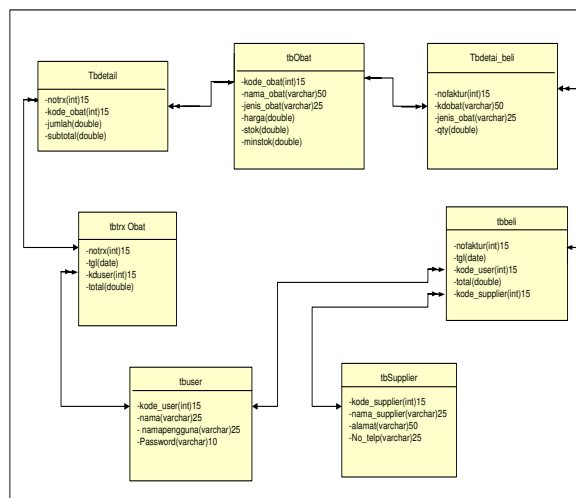 Tbdetail
-notrx(int)15
-kode_obat(int)15
-jumlah(double)
-subtotal(double)
tbObat
-kode_obat(int)15
-nama_obat(varchar)50
-jenis_obat(varchar)25
-harga(double)
-stok(double)
-minstok(double)
Tbdetai_beli
-nofaktur(int)15
-kdobat(varchar)50
-jenis_obat(varchar)25
-qty(double)
tbtrx Obat
-notrx(int)15
-tgl(date)
-kduser(int)15
-total(double)
tbbeli
-nofaktur(int)15
-tgl(date)
-kode_user(int)15
-total(double)
-kode_supplier(int)15
tbuser
-kode_user(int)15
-nama(varchar)25
- namapengguna(varchar)25
-Password(varchar)10
tbSupplier
-kode_supplier(int)15
-nama_supplier(varchar)25
-alamat(varchar)50
-No_telp(varchar)25